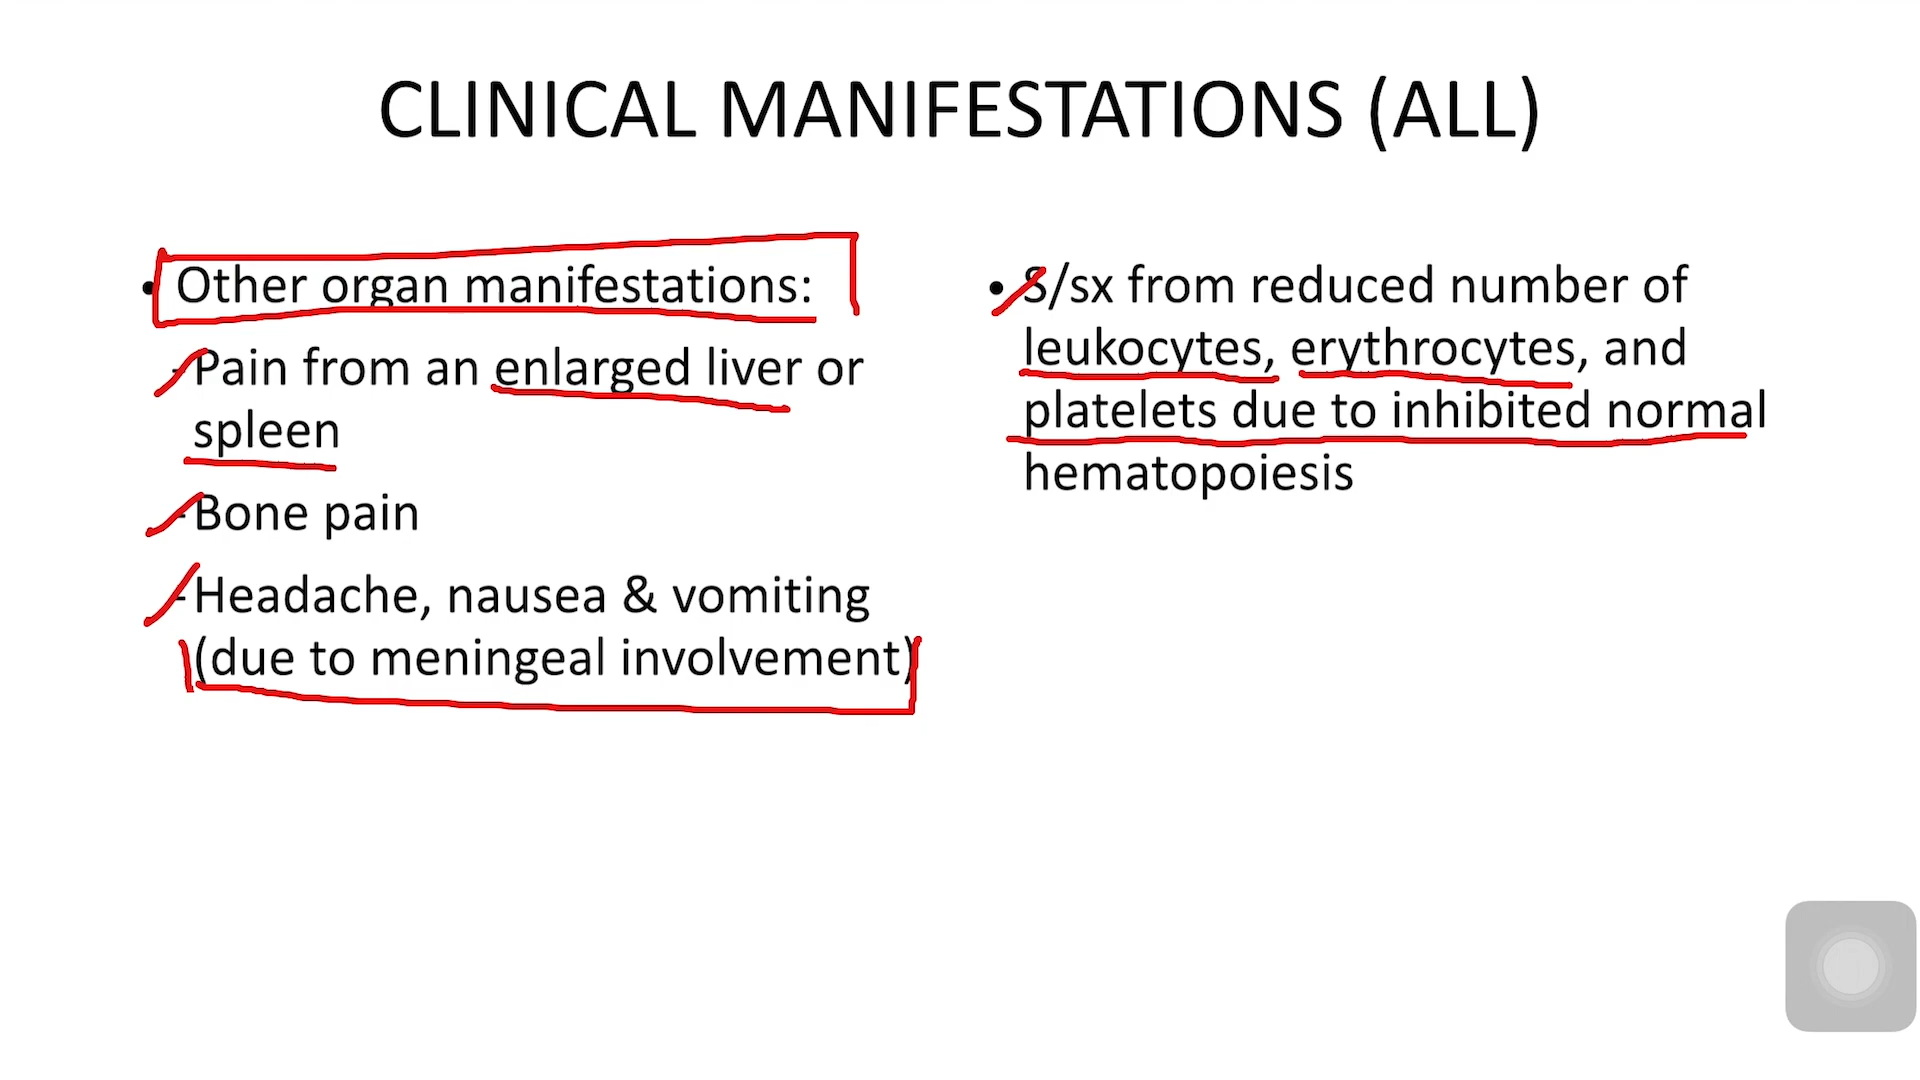 CLINICAL MANIFESTATIONS (ALL)
• Other organ manifestations:
-Pain from an enlarged liver or
spleen
-Bone pain
-Headache, nausea & vomiting
(due to meningeal involvement)
• S/sx from reduced number of
leukocytes, erythrocytes, and
platelets due to inhibited normal
hematopoiesis